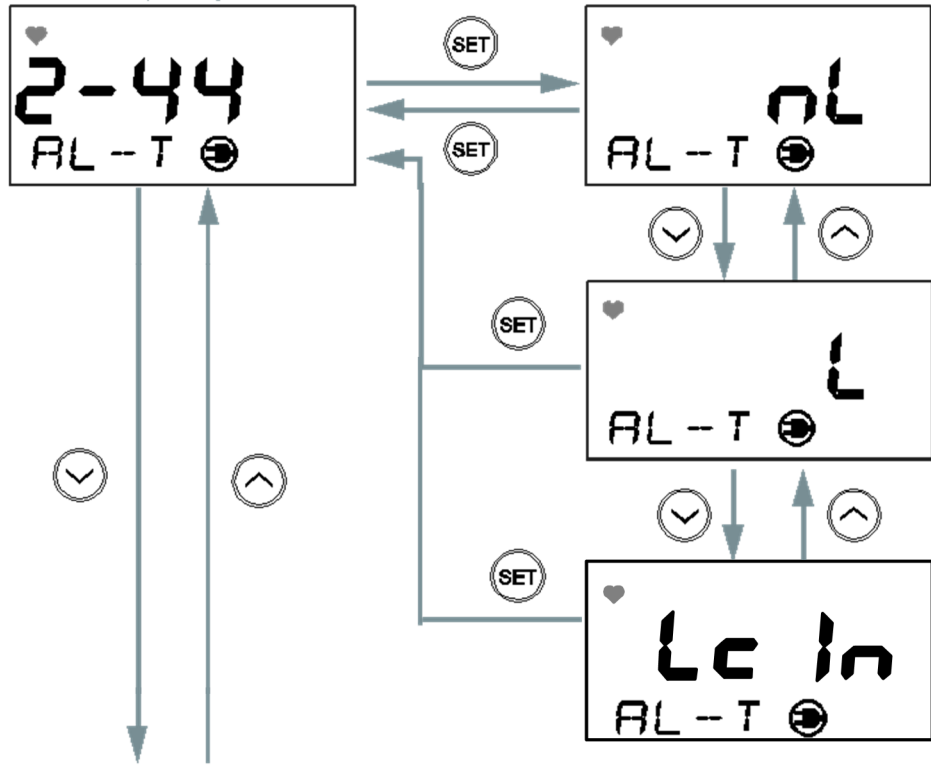 SET
2-44
nL
AL--T
AL--T
SET
L
SET
AL--T
SET
Lc In
AL--T